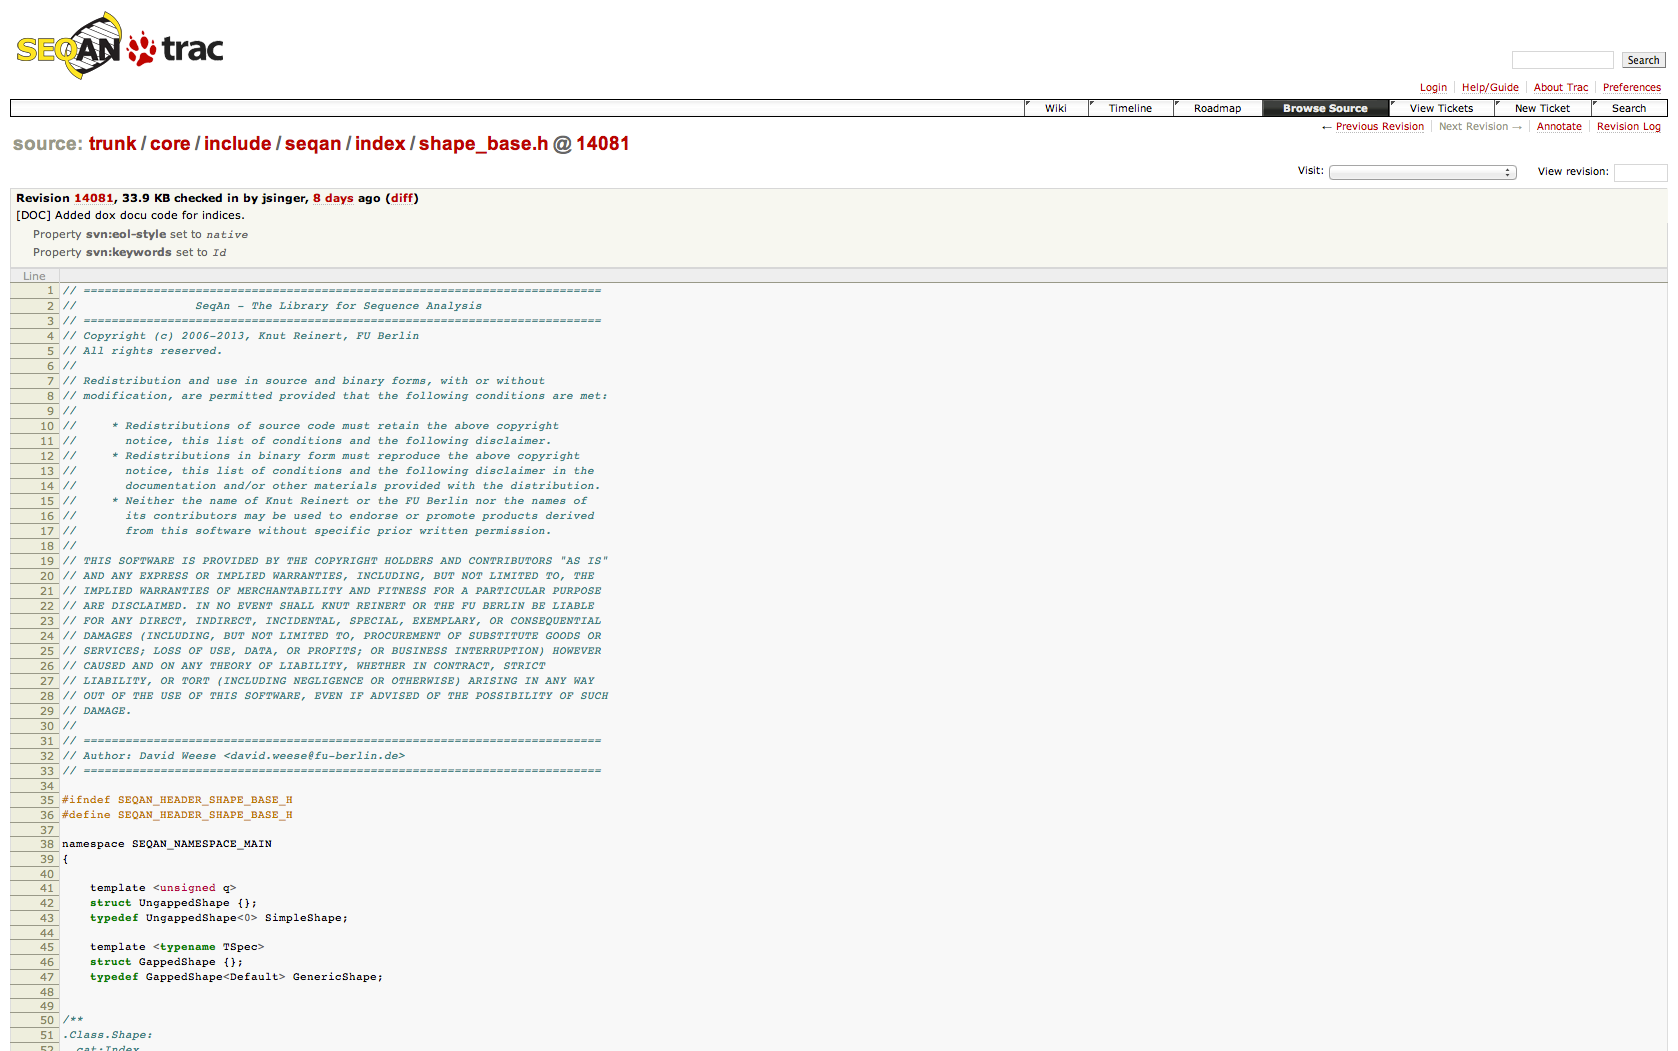 SEQAN trac
Search
Login Help/Guide About Trac Preferences
Wiki Timeline Roadmap Browse Source View Tickets New Ticket Search
← Previous Revision Next Revision → Annotate Revision Log
source: trunk / core / include / seqan / index / shape_base.h @ 14081
Visit: View revision:
Revision 14081, 33.9 KB checked in by jsinger, 8 days ago (diff)
[DOC] Added dox docu code for indices.
Property svn:eol-style set to native
Property svn:keywords set to Id
Line
1 // ==========================================================================
2 //                 SeqAn - The Library for Sequence Analysis
3 // ==========================================================================
4 // Copyright (c) 2006-2013, Knut Reinert, FU Berlin
5 // All rights reserved.
6 //
7 // Redistribution and use in source and binary forms, with or without
8 // modification, are permitted provided that the following conditions are met:
9 //
10 //     * Redistributions of source code must retain the above copyright
11 //       notice, this list of conditions and the following disclaimer.
12 //     * Redistributions in binary form must reproduce the above copyright
13 //       notice, this list of conditions and the following disclaimer in the
14 //       documentation and/or other materials provided with the distribution.
15 //     * Neither the name of Knut Reinert or the FU Berlin nor the names of
16 //       its contributors may be used to endorse or promote products derived
17 //       from this software without specific prior written permission.
18 //
19 // THIS SOFTWARE IS PROVIDED BY THE COPYRIGHT HOLDERS AND CONTRIBUTORS "AS IS"
20 // AND ANY EXPRESS OR IMPLIED WARRANTIES, INCLUDING, BUT NOT LIMITED TO, THE
21 // IMPLIED WARRANTIES OF MERCHANTABILITY AND FITNESS FOR A PARTICULAR PURPOSE
22 // ARE DISCLAIMED. IN NO EVENT SHALL KNUT REINERT OR THE FU BERLIN BE LIABLE
23 // FOR ANY DIRECT, INDIRECT, INCIDENTAL, SPECIAL, EXEMPLARY, OR CONSEQUENTIAL
24 // DAMAGES (INCLUDING, BUT NOT LIMITED TO, PROCUREMENT OF SUBSTITUTE GOODS OR
25 // SERVICES; LOSS OF USE, DATA, OR PROFITS; OR BUSINESS INTERRUPTION) HOWEVER
26 // CAUSED AND ON ANY THEORY OF LIABILITY, WHETHER IN CONTRACT, STRICT
27 // LIABILITY, OR TORT (INCLUDING NEGLIGENCE OR OTHERWISE) ARISING IN ANY WAY
28 // OUT OF THE USE OF THIS SOFTWARE, EVEN IF ADVISED OF THE POSSIBILITY OF SUCH
29 // DAMAGE.
30 //
31 // ==========================================================================
32 // Author: David Weese <david.weese@fu-berlin.de>
33 // ==========================================================================
34
35 #ifndef SEQAN_HEADER_SHAPE_BASE_H
36 #define SEQAN_HEADER_SHAPE_BASE_H
37
38 namespace SEQAN_NAMESPACE_MAIN
39 {
40
41     template <unsigned q>
42     struct UngappedShape {};
43     typedef UngappedShape<0> SimpleShape;
44
45     template <typename TSpec>
46     struct GappedShape {};
47     typedef GappedShape<Default> GenericShape;
48
49
50 /**
51 .Class.Shape:
52 ..cat:Index